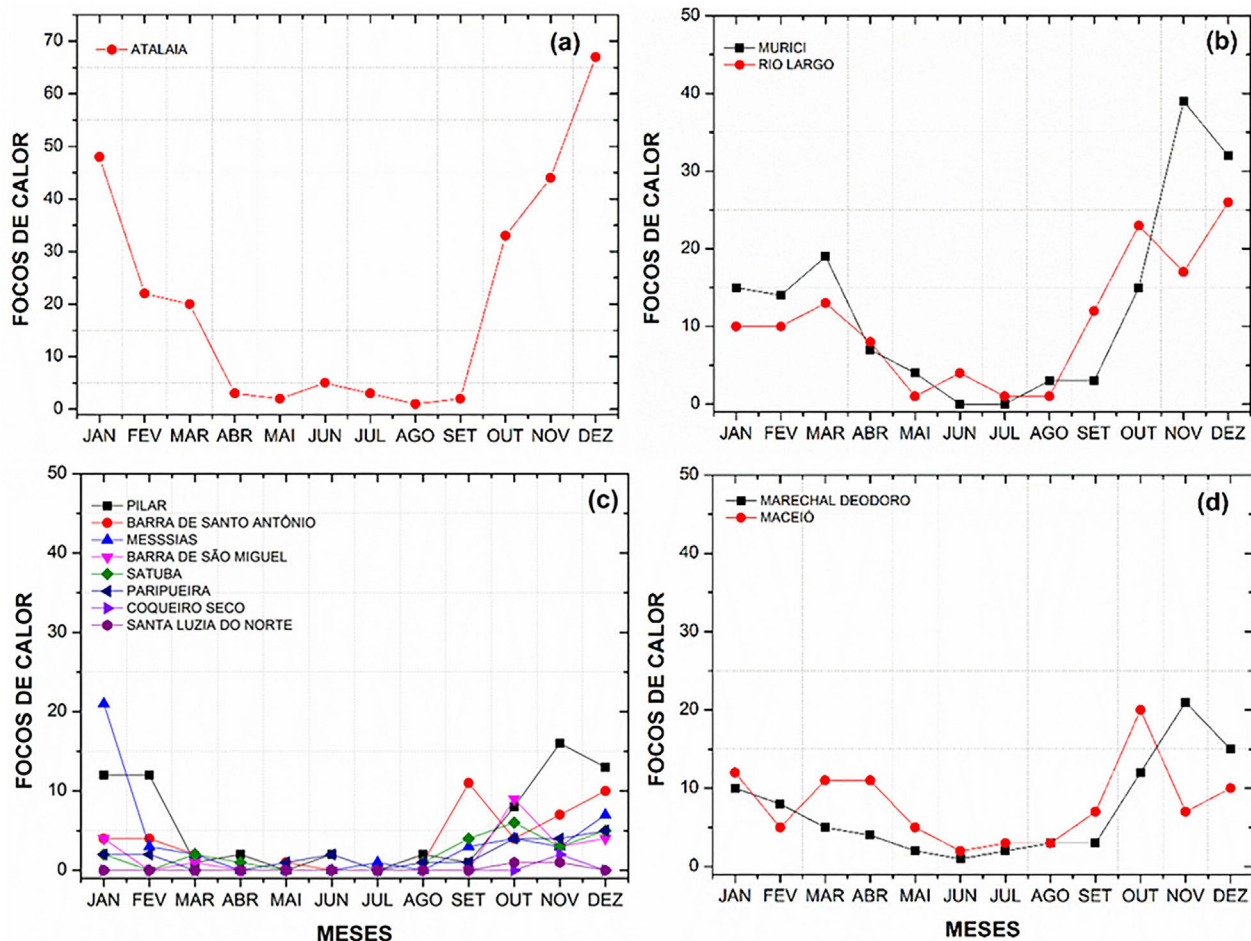 (a)
ATALAIA
FOCOS DE CALOR
70
60
50
40
30
20
10
0
JAN FEV MAR ABR MAI JUN JUL AGO SET OUT NOV DEZ
(b)
MURICI
RIO LARGO
FOCOS DE CALOR
50
40
30
20
10
0
JAN FEV MAR ABR MAI JUN JUL AGO SET OUT NOV DEZ
(c)
PILAR
BARRA DE SANTO ANTÔNIO
MESSSIAS
BARRA DE SÃO MIGUEL
SATUBA
PARIPUEIRA
COQUEIRO SECO
SANTA LUZIA DO NORTE
FOCOS DE CALOR
50
40
30
20
10
0
JAN FEV MAR ABR MAI JUN JUL AGO SET OUT NOV DEZ
MESES
(d)
MARECHAL DEODORO
MACEIÓ
FOCOS DE CALOR
50
40
30
20
10
0
JAN FEV MAR ABR MAI JUN JUL AGO SET OUT NOV DEZ
MESES